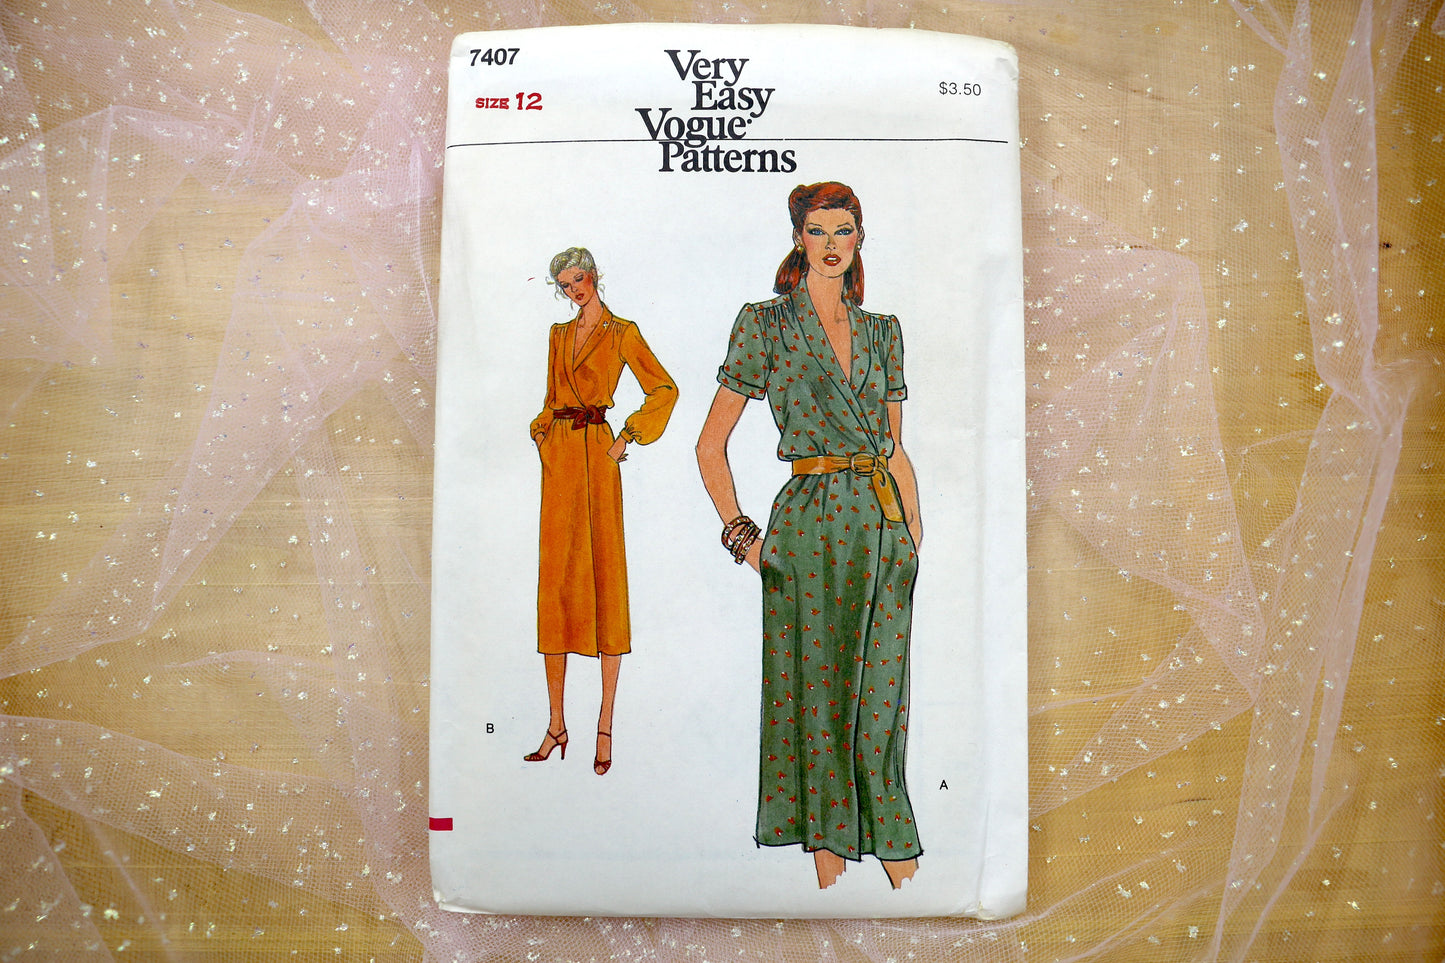 7407
SIZE 12
Very
Easy
Vogue
Patterns
$3.50
B
A